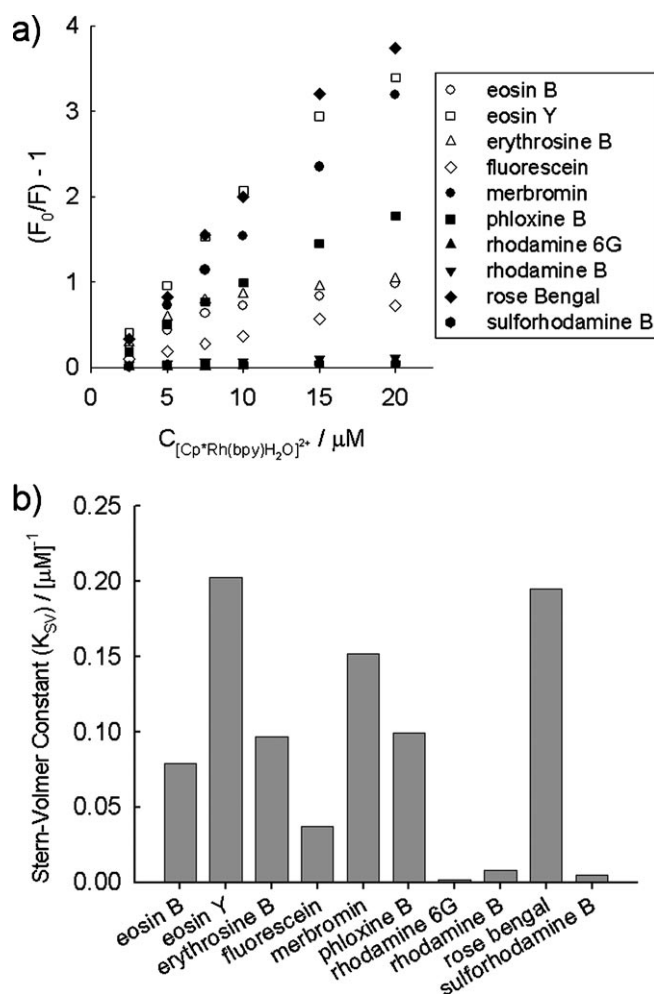 a)
(F₀/F) - 1
4
3
2
1
0
0 5 10 15 20
C[Cp*Rh(bpy)H₂O]²⁺ / μM
eosin B
eosin Y
erythrosine B
fluorescein
merbromin
phloxine B
rhodamine 6G
rhodamine B
rose Bengal
sulforhodamine B
b)
Stern-Volmer Constant (K_SV) / [μM]⁻¹
0.25
0.20
0.15
0.10
0.05
0.00
eosin B
eosin Y
erythrosine B
fluorescein
merbromin
phloxine B
rhodamine 6G
rhodamine B
rose bengal
sulforhodamine B